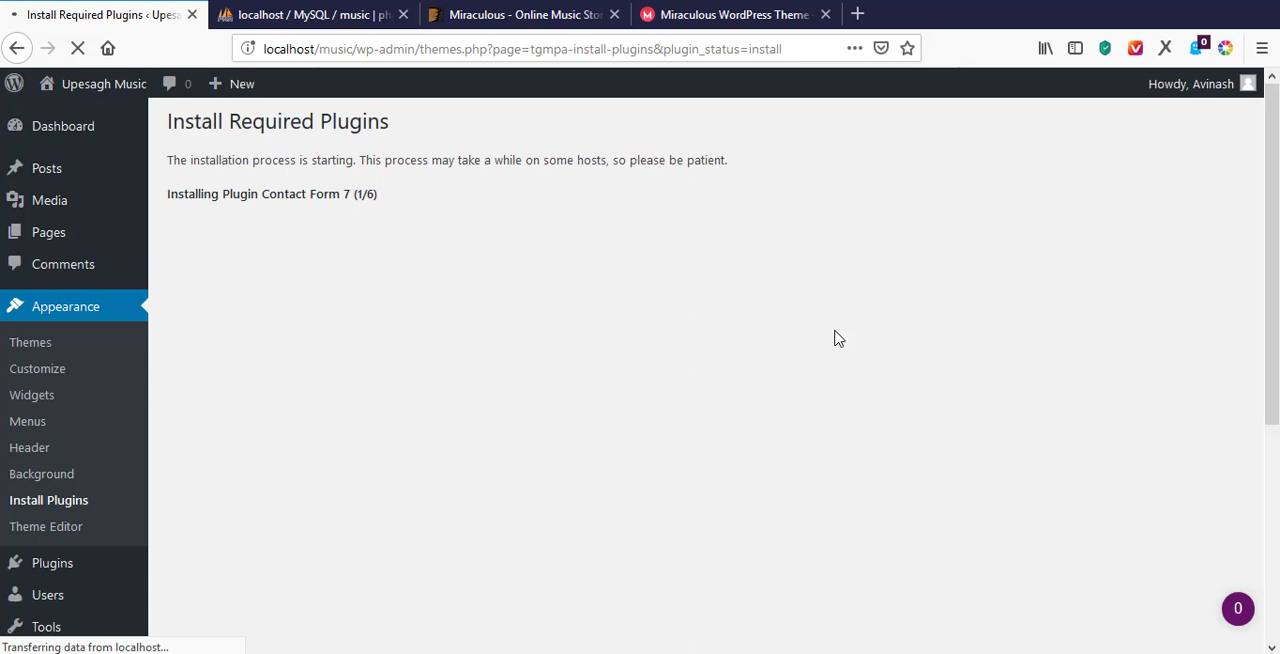 Install Required Plugins ‹ Upesa
localhost / MySQL / music | ph
Miraculous - Online Music Sto
Miraculous WordPress Theme
localhost/music/wp-admin/themes.php?page=tgmpa-install-plugins&plugin_status=install
0
Upesagh Music
0
New
Howdy, Avinash
Dashboard
Posts
Media
Pages
Comments
Appearance
Themes
Customize
Widgets
Menus
Header
Background
Install Plugins
Theme Editor
Plugins
Users
Tools
Install Required Plugins
The installation process is starting. This process may take a while on some hosts, so please be patient.
Installing Plugin Contact Form 7 (1/6)
0
Transferring data from localhost...